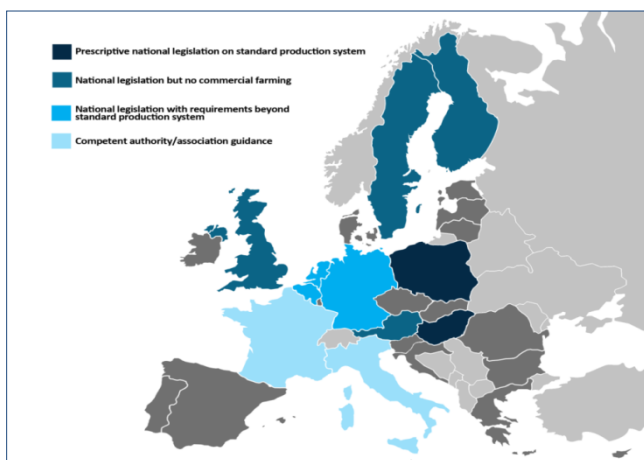 Prescriptive national legislation on standard production system
National legislation but no commercial farming
National legislation with requirements beyond
standard production system
Competent authority/association guidance